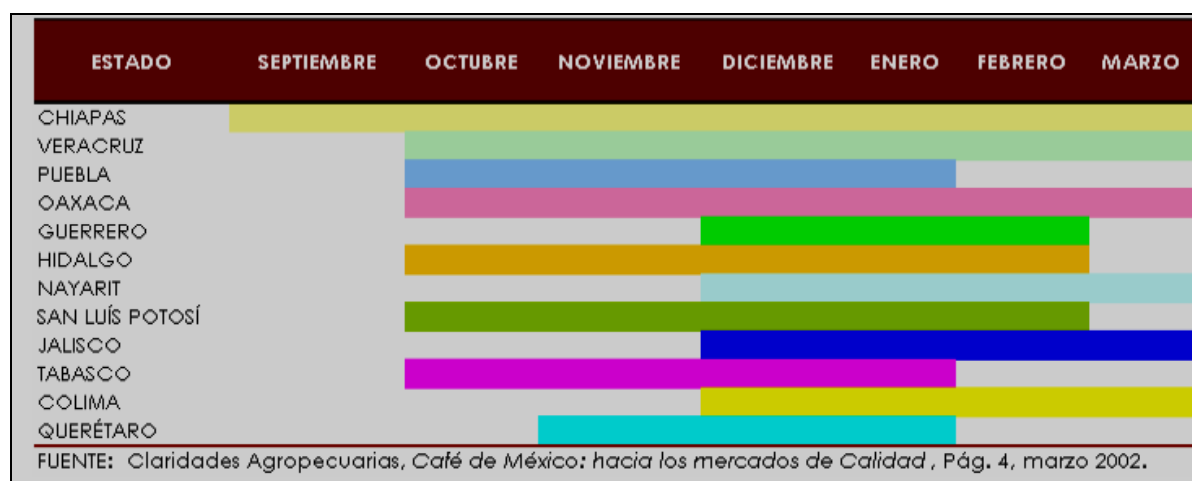 ESTADO SEPTIEMBRE OCTUBRE NOVIEMBRE DICIEMBRE ENERO FEBRERO MARZO
CHIAPAS
VERACRUZ
PUEBLA
OAXACA
GUERRERO
HIDALGO
NAYARIT
SAN LUÍS POTOSÍ
JALISCO
TABASCO
COLIMA
QUERÉTARO
FUENTE: Claridades Agropecuarias, Café de México: hacia los mercados de Calidad , Pág. 4, marzo 2002.